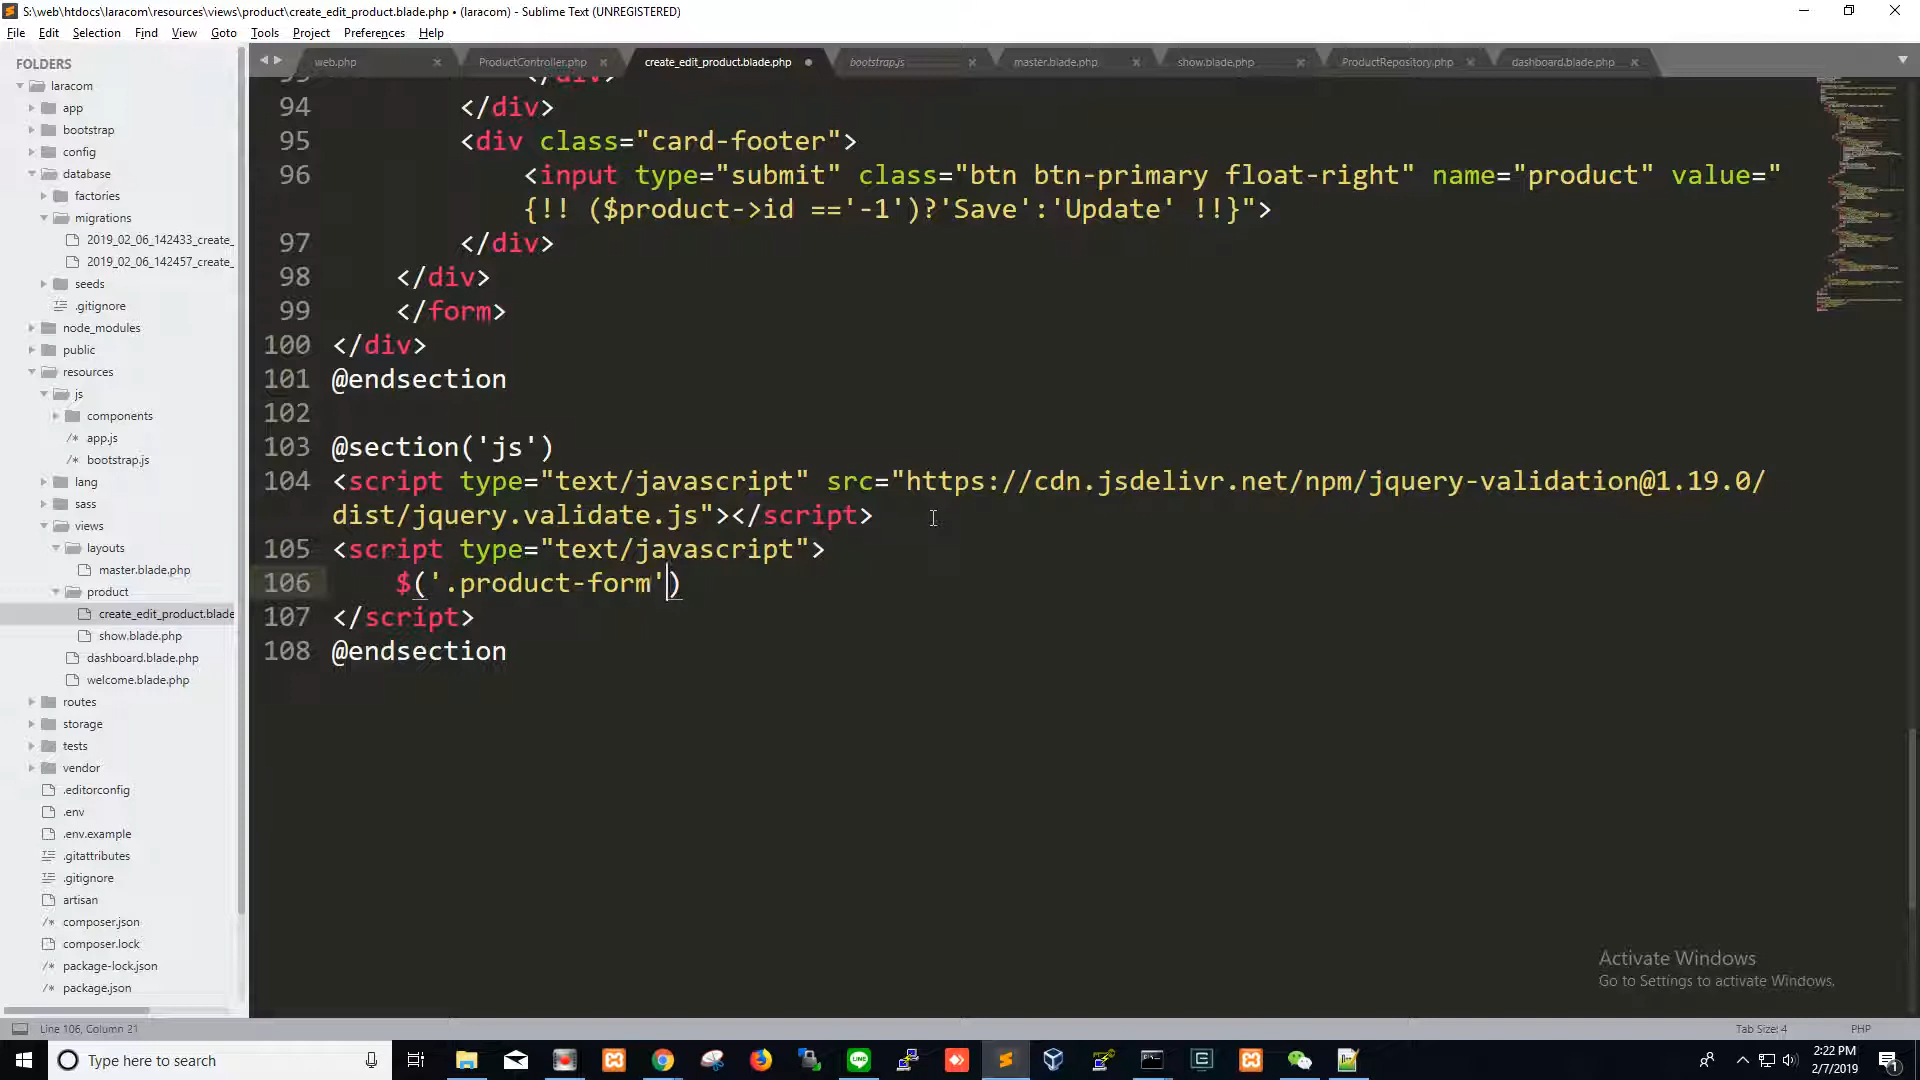 S:\web\htdocs\laracom\resources\views\product\create_edit_product.blade.php • (laracom) - Sublime Text (UNREGISTERED)
File Edit Selection Find View Goto Tools Project Preferences Help
FOLDERS
laracom
app
bootstrap
config
database
factories
migrations
2019_02_06_142433_create_
2019_02_06_142457_create_
seeds
.gitignore
node_modules
public
resources
js
components
app.js
bootstrap.js
lang
sass
views
layouts
master.blade.php
product
create_edit_product.blade
show.blade.php
dashboard.blade.php
welcome.blade.php
routes
storage
tests
vendor
.editorconfig
.env
.env.example
.gitattributes
.gitignore
artisan
composer.json
composer.lock
package-lock.json
package.json
web.php ProductController.php create_edit_product.blade.php bootstrap.js master.blade.php show.blade.php ProductRepository.php dashboard.blade.php
93 </div>
94 </div>
95 <div class="card-footer">
96 <input type="submit" class="btn btn-primary float-right" name="product" value="
{!! ($product->id =='-1')?'Save':'Update' !!}">
97 </div>
98 </div>
99 </form>
100 </div>
101 @endsection
102
103 @section('js')
104 <script type="text/javascript" src="https://cdn.jsdelivr.net/npm/jquery-validation@1.19.0/
dist/jquery.validate.js"></script>
105 <script type="text/javascript">
106 $('.product-form')
107 </script>
108 @endsection
Activate Windows
Go to Settings to activate Windows.
Line 106, Column 21
Tab Size: 4 PHP
Type here to search
2:22 PM
2/7/2019
1